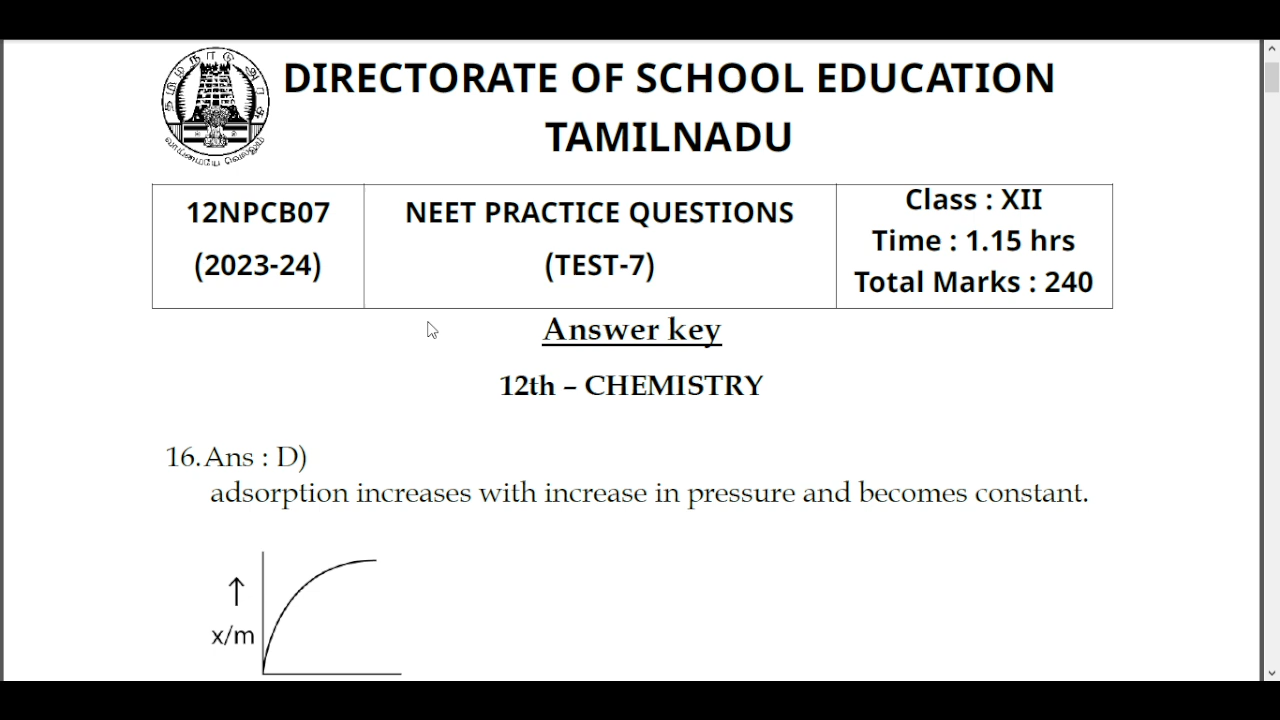 DIRECTORATE OF SCHOOL EDUCATION
TAMILNADU
12NPCB07
(2023-24)
NEET PRACTICE QUESTIONS
(TEST-7)
Class : XII
Time : 1.15 hrs
Total Marks : 240
Answer key
12th – CHEMISTRY
16.Ans : D)
adsorption increases with increase in pressure and becomes constant.
↑
x/m